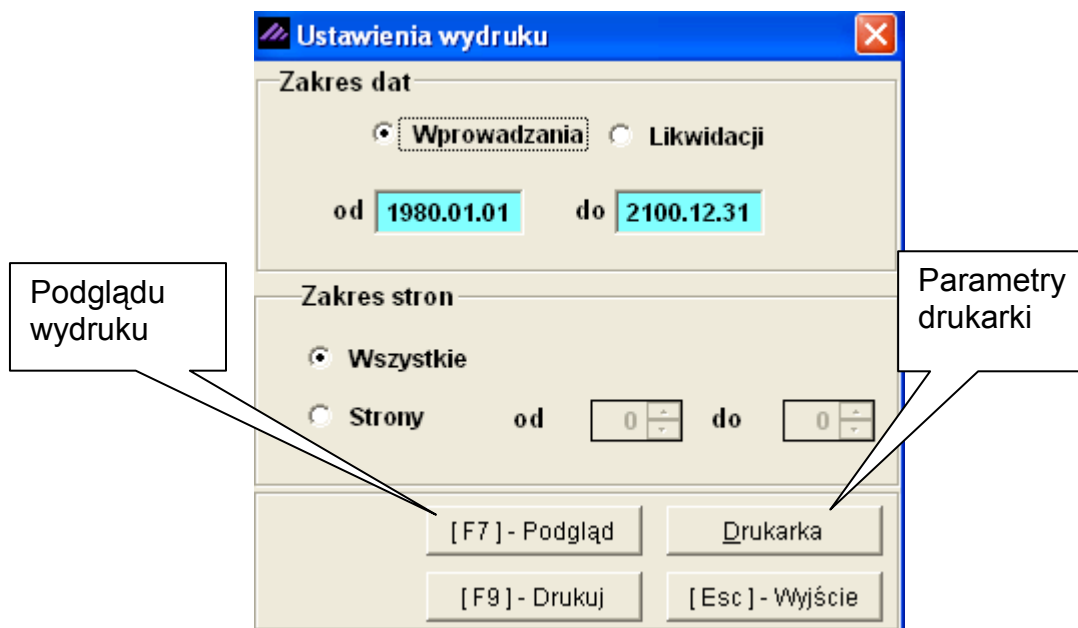 Ustawienia wydruku
Zakres dat
Wprowadzania Likwidacji
od 1980.01.01 do 2100.12.31
Podglądu
wydruku
Parametry
drukarki
Zakres stron
Wszystkie
Strony od 0 do 0
[ F7 ] - Podgląd Drukarka
[ F9 ] - Drukuj [ Esc ] - Wyjście